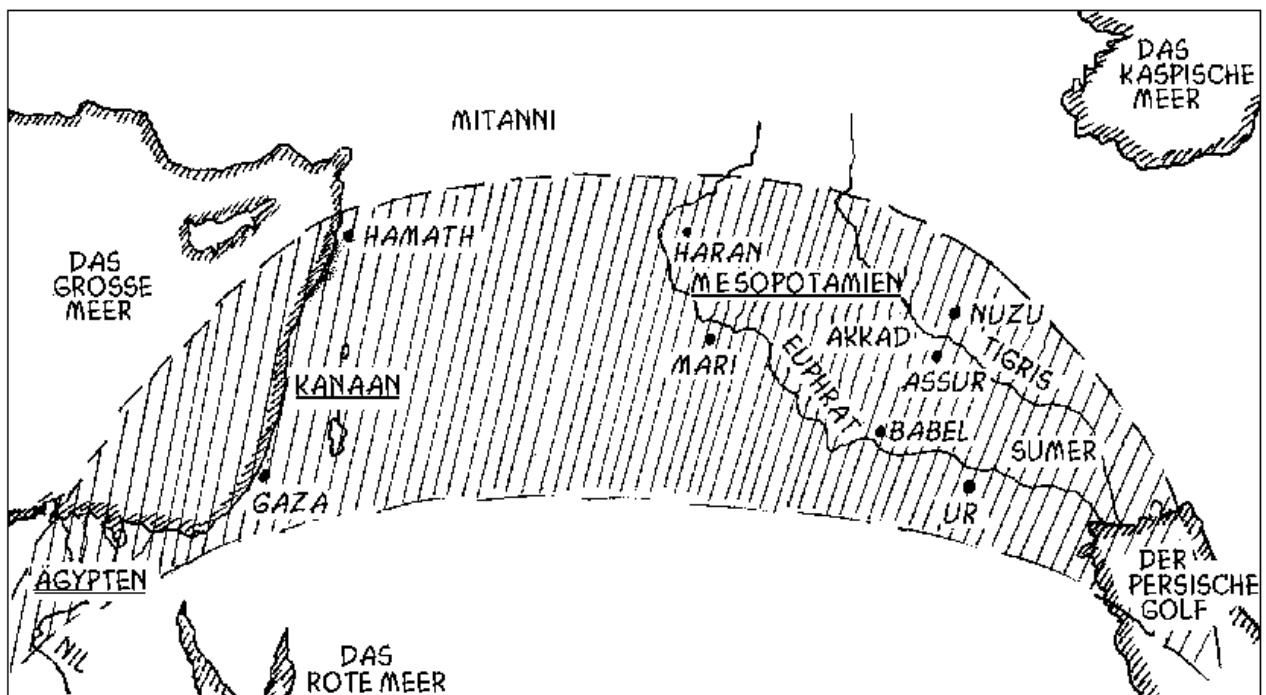 DAS
KASPISCHE
MEER
MITANNI
HAMATH
HARAN
DAS
GROSSE
MEER
MESOPOTAMIEN
NUZU
AKKAD
TIGRIS
MARI
EUPHRAT
ASSUR
KANAAN
BABEL
SUMER
GAZA
UR
ÄGYPTEN
DER
PERSISCHE
GOLF
NIL
DAS
ROTE MEER